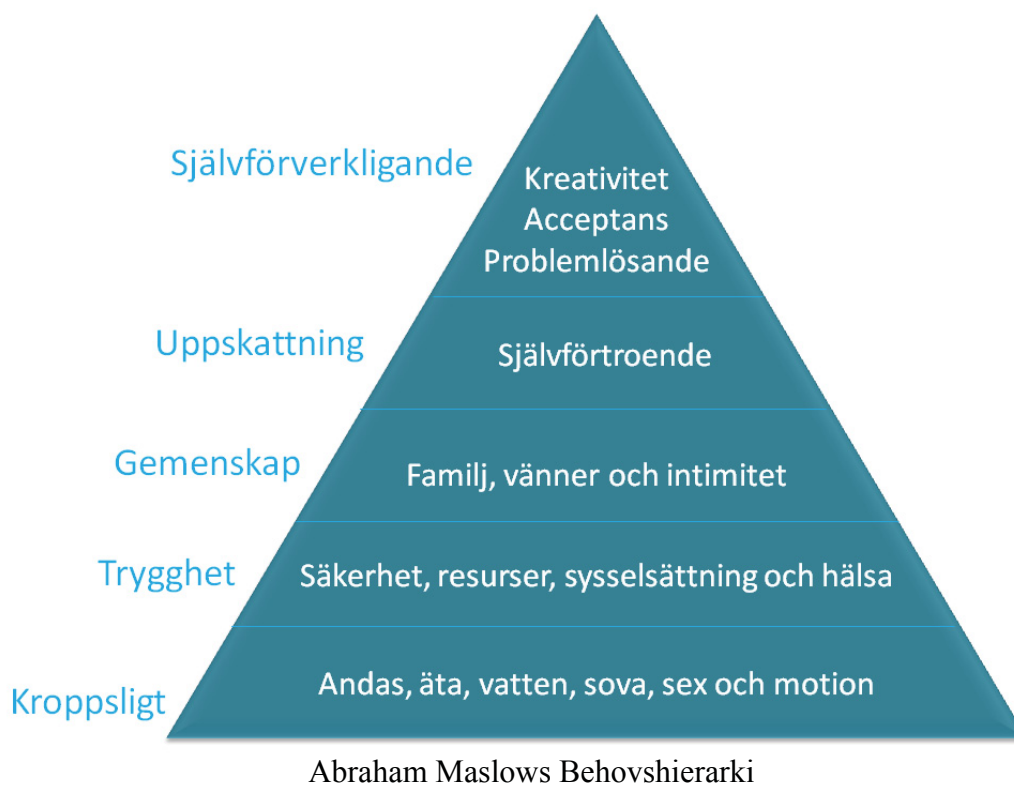 Självförverkligande
Kreativitet
Acceptans
Problemlösande
Uppskattning
Självförtroende
Gemenskap
Familj, vänner och intimitet
Trygghet
Säkerhet, resurser, sysselsättning och hälsa
Kroppsligt
Andas, äta, vatten, sova, sex och motion
Abraham Maslows Behovshierarki